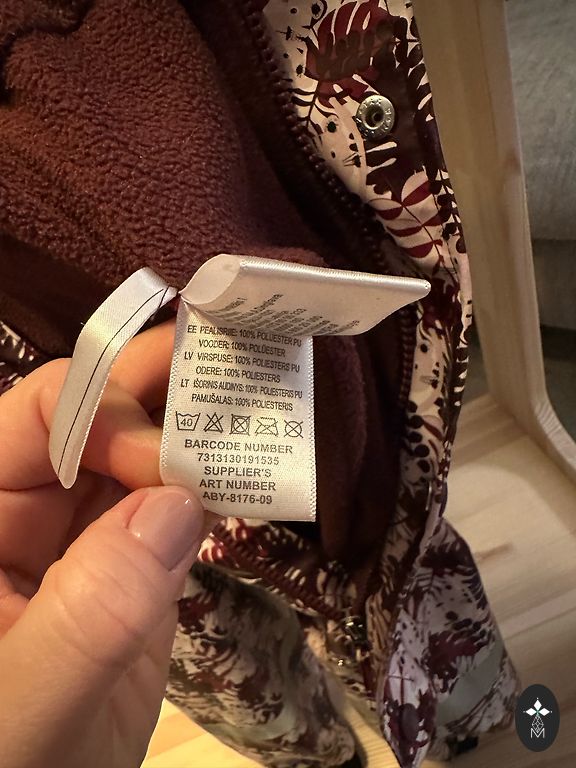 EE PEALISRIIE: 100% POLÜESTER PU
VOODER: 100% POLÜESTER
LV VIRSPUSE: 100% POLIESTERS PU
ODERE: 100% POLIESTERS
LT IŠORINIS AUDINYS: 100% POLIESTERIS PU
PAMUŠALAS: 100% POLIESTERIS
40
BARCODE NUMBER
7313130191535
SUPPLIER'S
ART NUMBER
ABY-8176-09
M